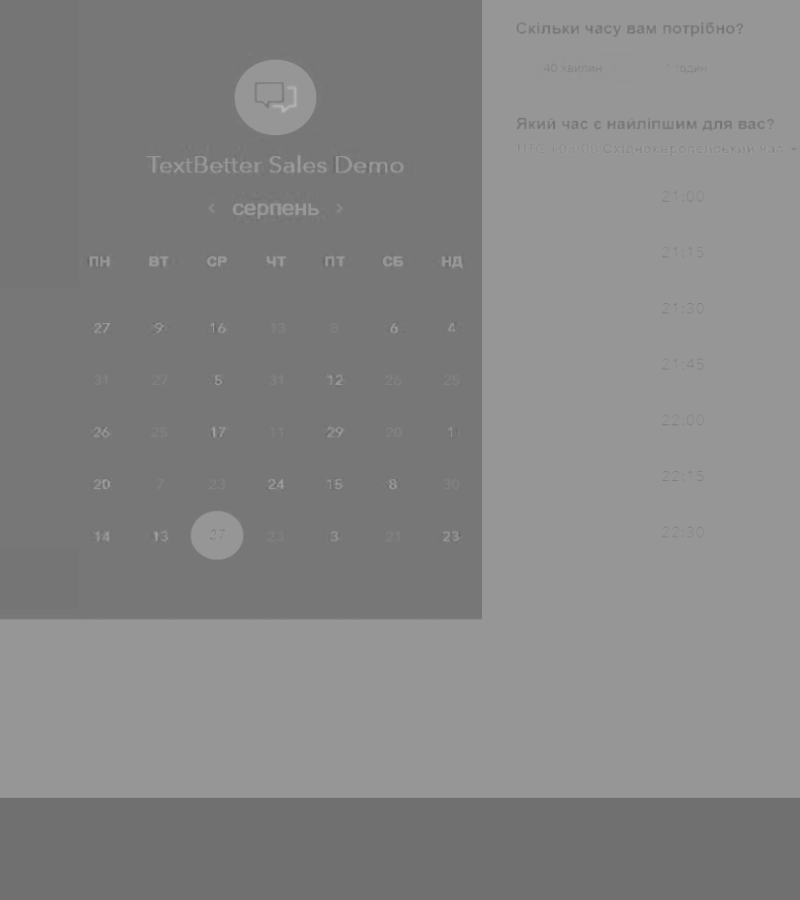 TextBetter Sales Demo
< серпень >
ПН ВТ СР ЧТ ПТ СБ НД
27 9 16 13 8 6 4
31 27 5 31 12 26 25
26 25 17 11 29 20 1
20 7 23 24 15 8 30
14 13 27 23 3 21 23
Скільки часу вам потрібно?
40 хвилин 1 годин
Який час є найліпшим для вас?
Східноєвропейський час
21:00
21:15
21:30
21:45
22:00
22:15
22:30